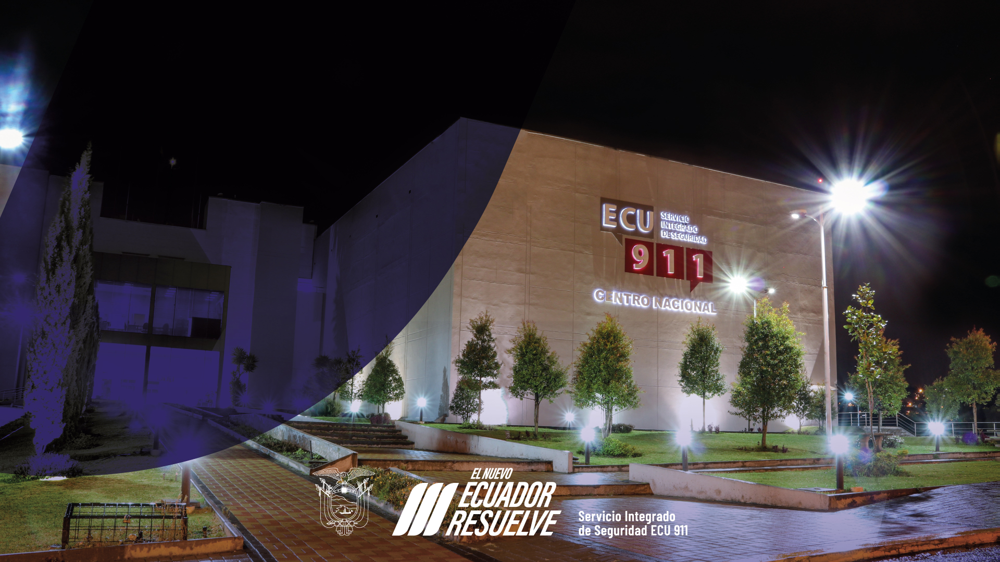 ECU
SERVICIO
INTEGRADO
DE SEGURIDAD
911
CENTRO NACIONAL
EL NUEVO
ECUADOR
RESUELVE
Servicio Integrado
de Seguridad ECU 911